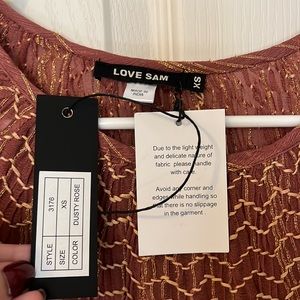 LOVE SAM
XS
MADE IN
INDIA
Due to the light weight
and delicate nature of
fabric please handle
with care.
Avoid any corner and
edges while handling so
that there is no slippage
in the garment
STYLE 3176
SIZE XS
COLOR DUSTY ROSE